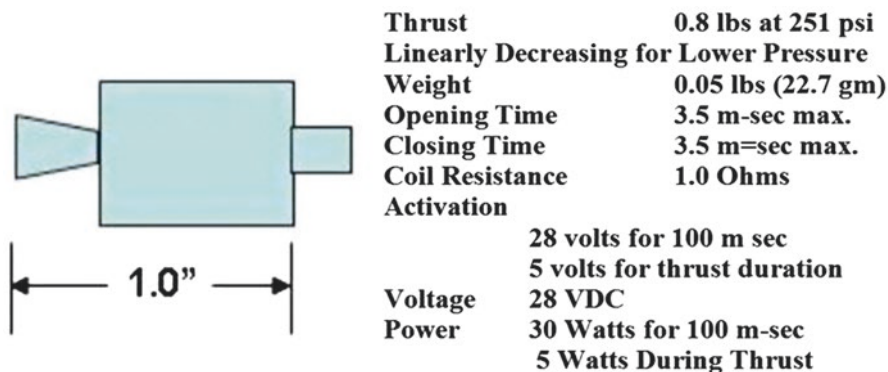 Thrust 0.8 lbs at 251 psi
Linearly Decreasing for Lower Pressure
Weight 0.05 lbs (22.7 gm)
Opening Time 3.5 m-sec max.
Closing Time 3.5 m=sec max.
Coil Resistance 1.0 Ohms
Activation
28 volts for 100 m sec
5 volts for thrust duration
Voltage 28 VDC
Power 30 Watts for 100 m-sec
5 Watts During Thrust
1.0”